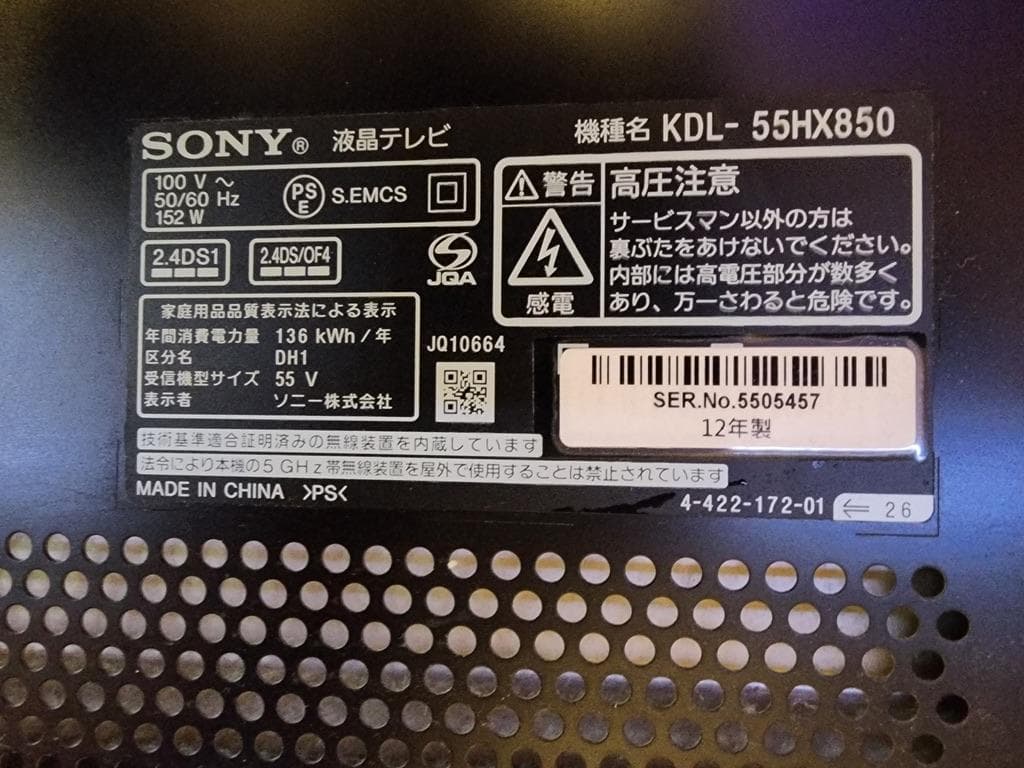 SONY® 液晶テレビ
機種名 KDL- 55HX850
100 V ～
50/60 Hz
152 W
PS
E
S.EMCS
2.4DS1
2.4DS/OF4
JQA
警告
感電
高圧注意
サービスマン以外の方は
裏ぶたをあけないでください。
内部には高電圧部分が数多く
あり、万一さわると危険です。
家庭用品品質表示法による表示
年間消費電力量 136 kWh / 年
区分名 DH1
受信機型サイズ 55 V
表示者 ソニー株式会社
JQ10664
SER.No.5505457
12年製
技術基準適合証明済みの無線装置を内蔵しています
法令により本機の5 GHz帯無線装置を屋外で使用することは禁止されています
MADE IN CHINA >PS<
4-422-172-01
⇐ 26